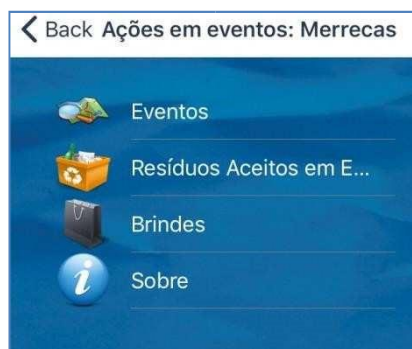 Back Ações em eventos: Merrecas
Eventos
Resíduos Aceitos em E...
Brindes
Sobre